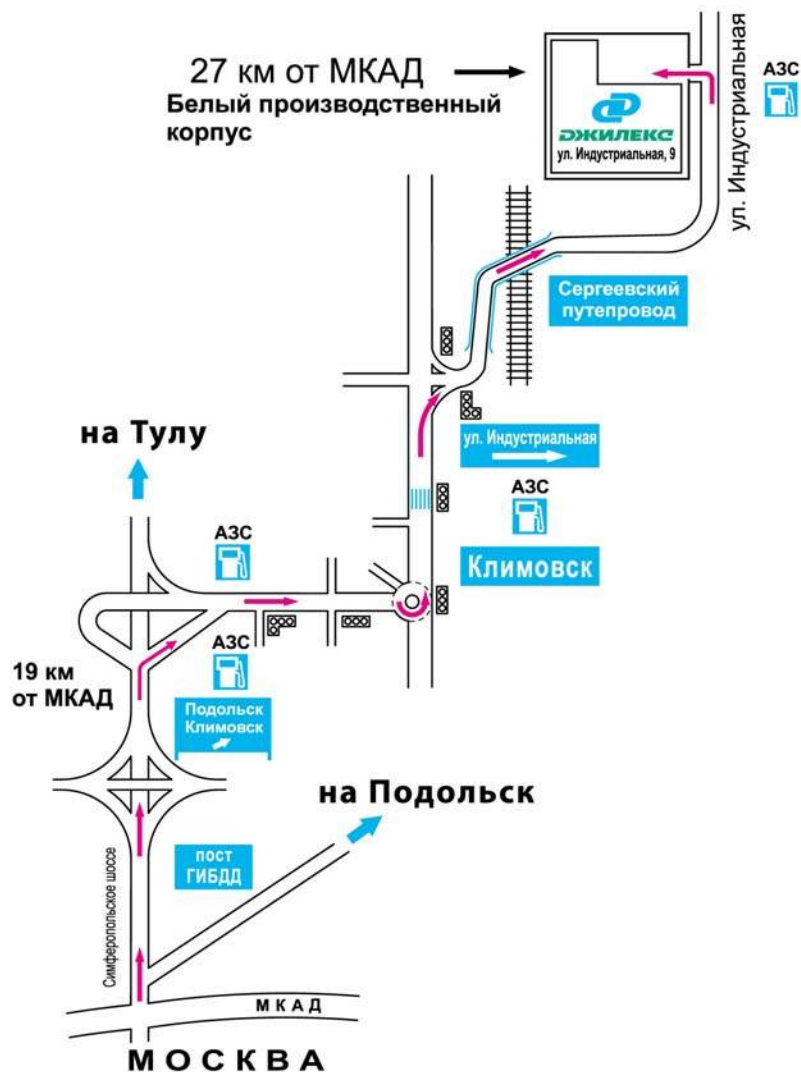 27 км от МКАД
Белый производственный
корпус
ДЖИЛЕКС
ул. Индустриальная, 9
ул. Индустриальная
АЗС
Сергеевский
путепровод
на Тулу
ул. Индустриальная
АЗС
Климовск
АЗС
АЗС
19 км
от МКАД
Подольск
Климовск
на Подольск
пост
ГИБДД
Симферопольское шоссе
МКАД
МОСКВА